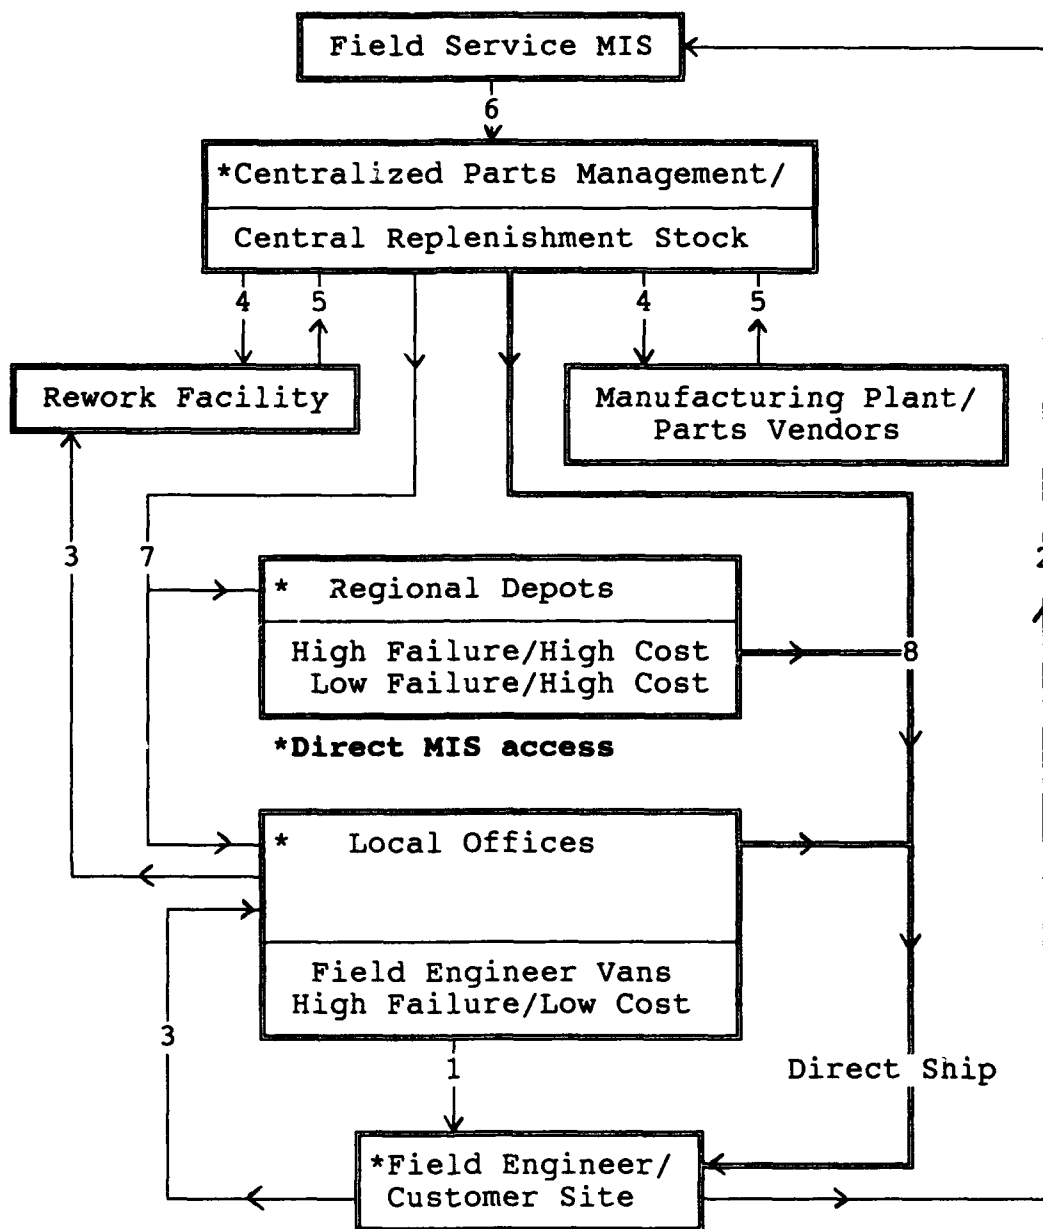 Field Service MIS
6
*Centralized Parts Management/
Central Replenishment Stock
4 5 4 5
Rework Facility
Manufacturing Plant/
Parts Vendors
3 7
2
* Regional Depots
High Failure/High Cost
Low Failure/High Cost
8
*Direct MIS access
* Local Offices
Field Engineer Vans
High Failure/Low Cost
3
1
Direct Ship
*Field Engineer/
Customer Site